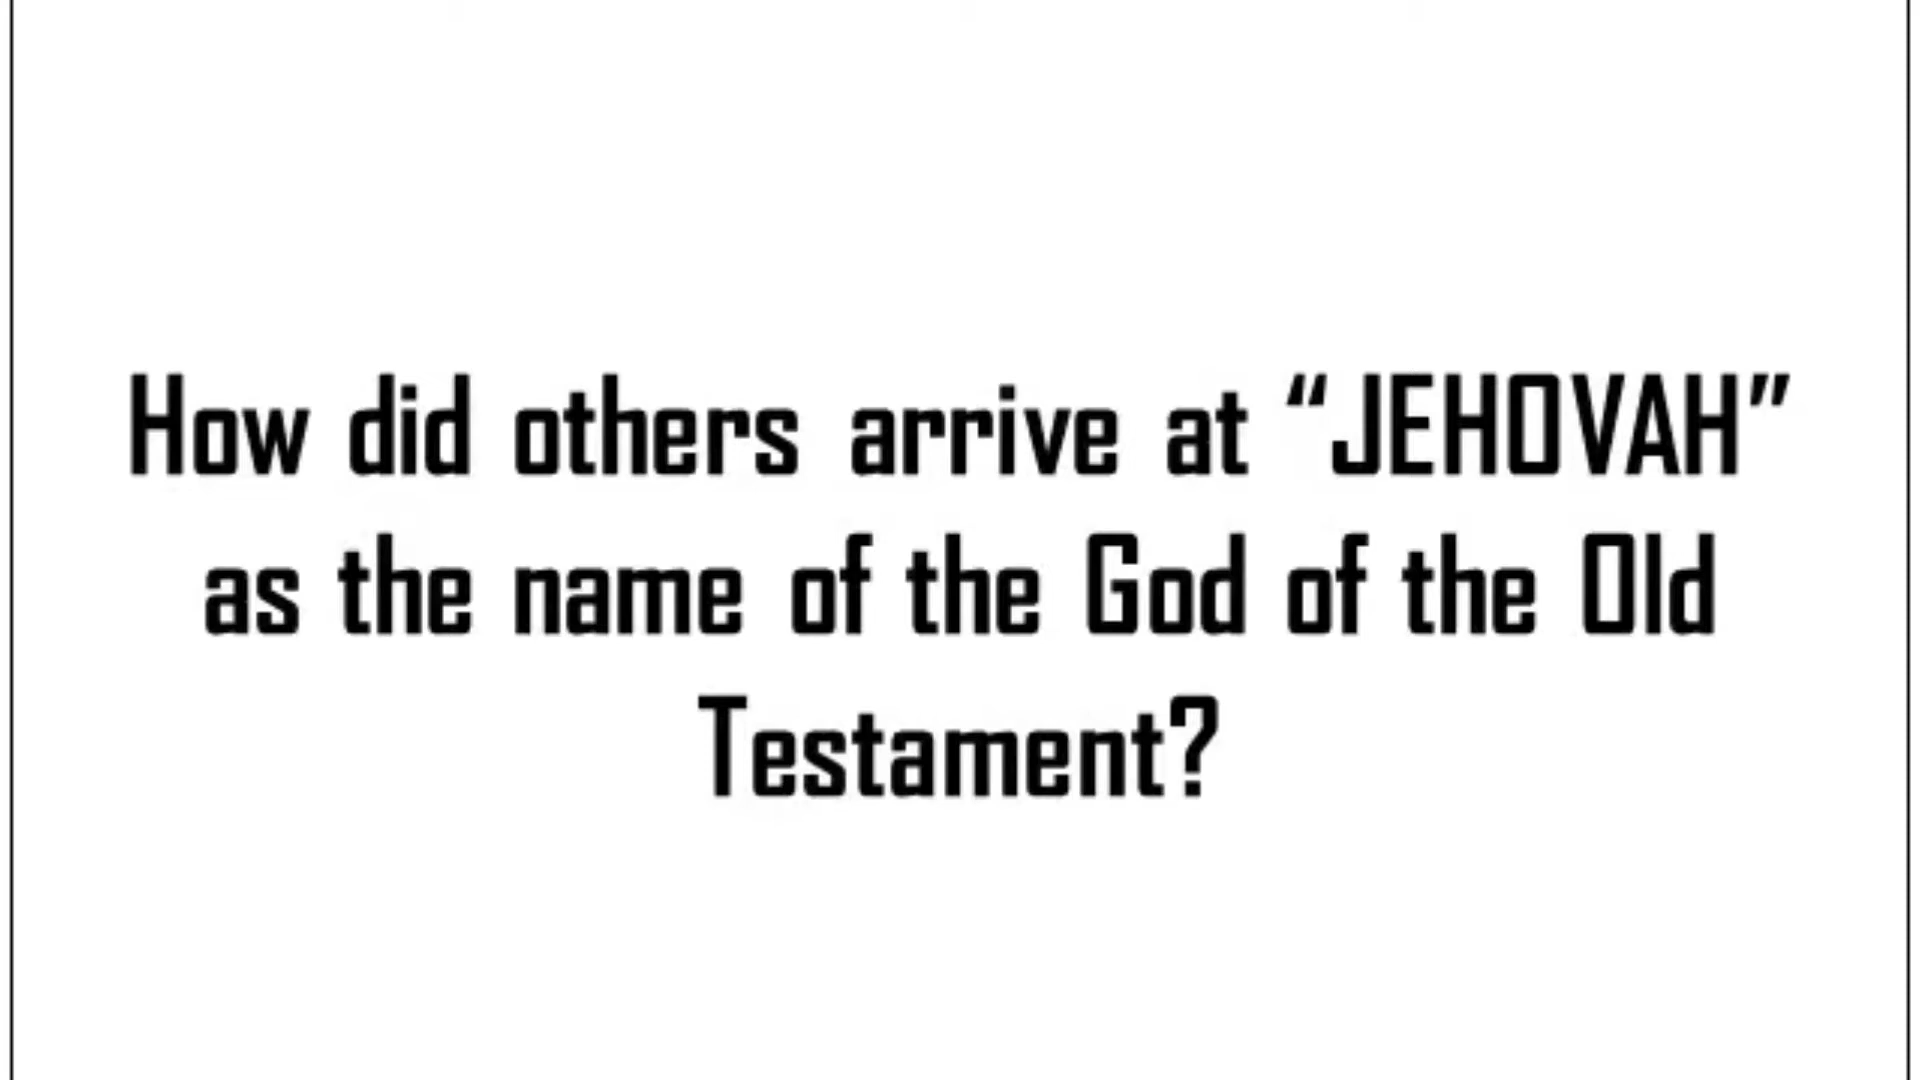 How did others arrive at “JEHOVAH”
as the name of the God of the Old
Testament?